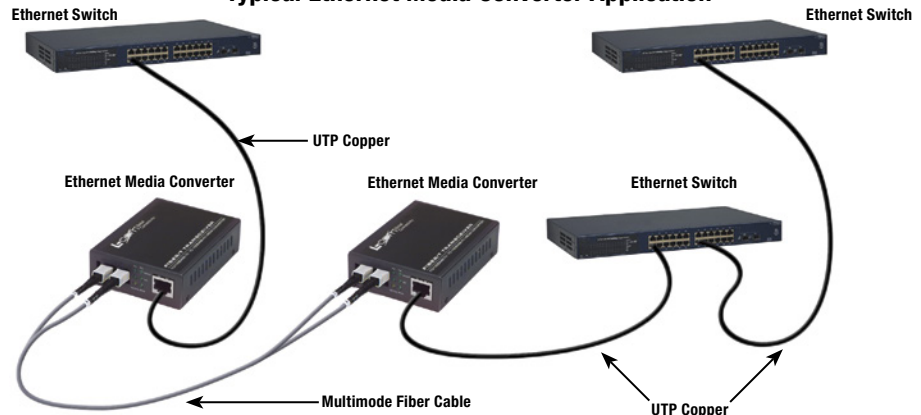 Typical Ethernet Media Converter Application
Ethernet Switch
Ethernet Switch
UTP Copper
Ethernet Media Converter
Ethernet Media Converter
Ethernet Switch
Multimode Fiber Cable
UTP Copper